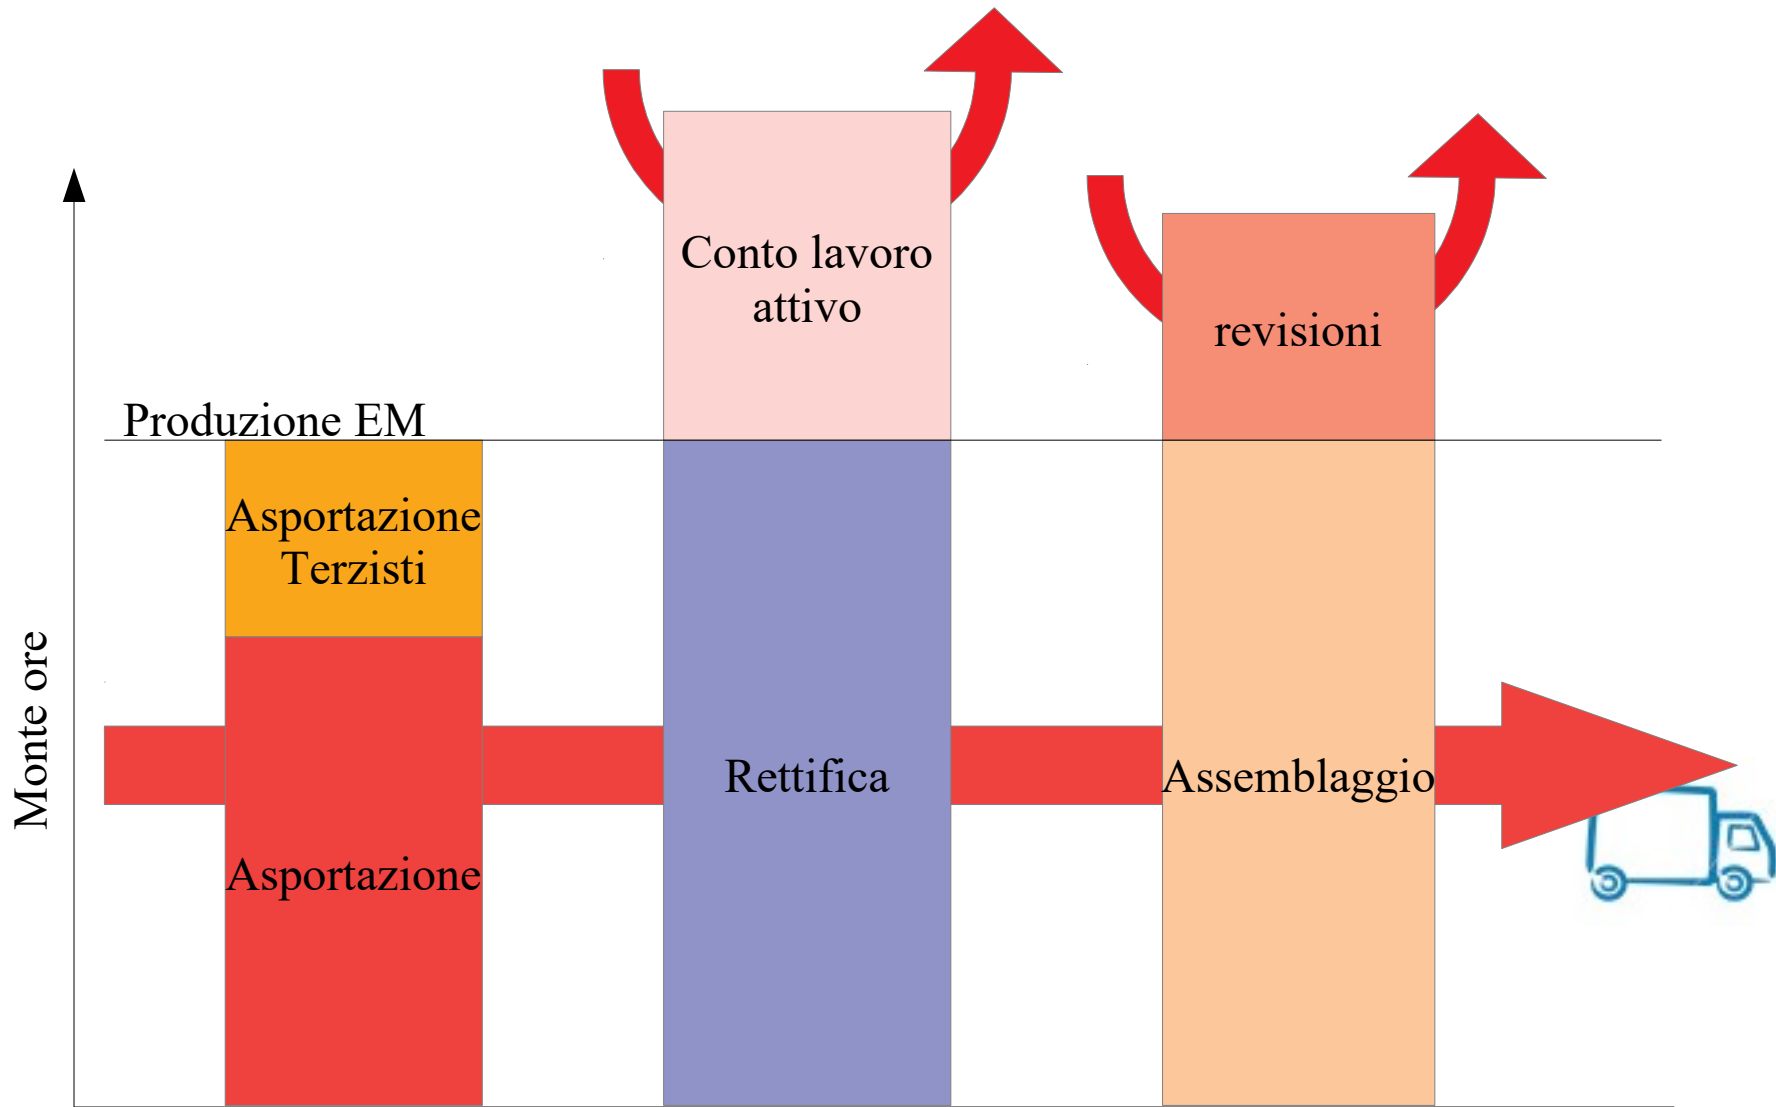 Conto lavoro
attivo
revisioni
Produzione EM
Asportazione
Terzisti
Monte ore
Rettifica
Assemblaggio
Asportazione